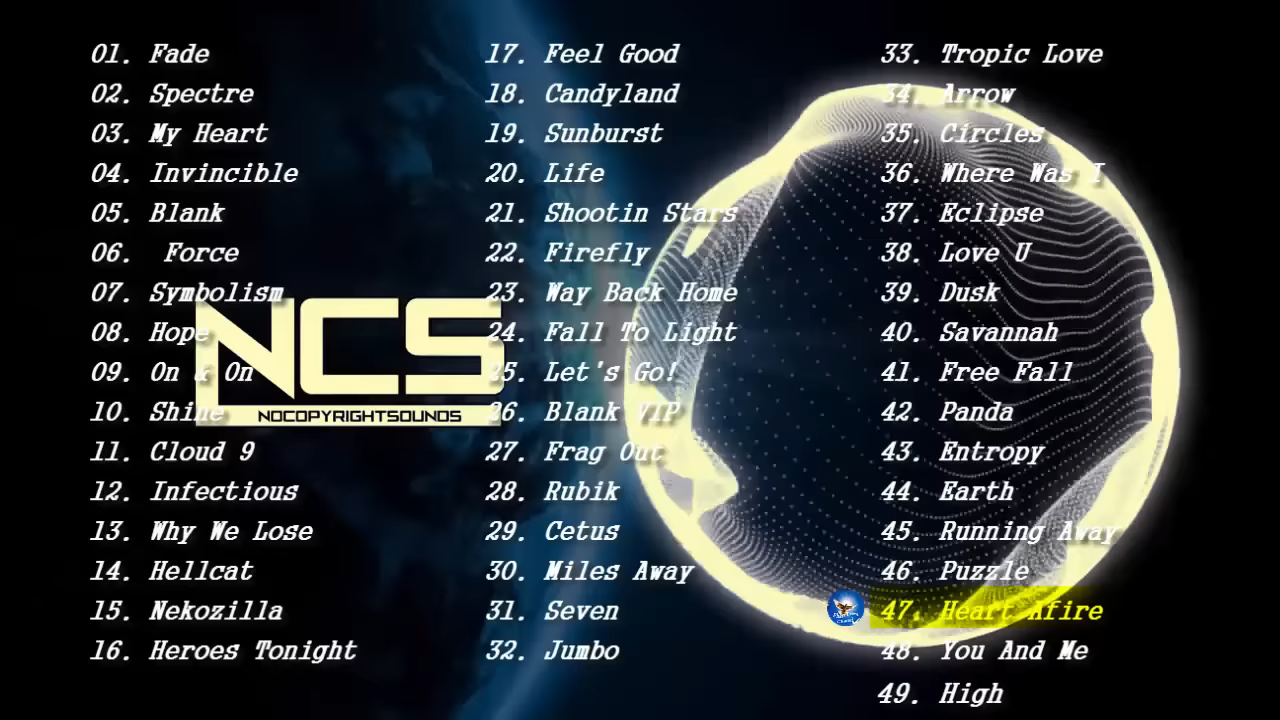 01. Fade
02. Spectre
03. My Heart
04. Invincible
05. Blank
06. Force
07. Symbolism
08. Hope
09. On & On
10. Shine
11. Cloud 9
12. Infectious
13. Why We Lose
14. Hellcat
15. Nekozilla
16. Heroes Tonight
NCS
NOCOPYRIGHTSOUNDS
17. Feel Good
18. Candyland
19. Sunburst
20. Life
21. Shootin Stars
22. Firefly
23. Way Back Home
24. Fall To Light
25. Let's Go!
26. Blank VIP
27. Frag Out
28. Rubik
29. Cetus
30. Miles Away
31. Seven
32. Jumbo
33. Tropic Love
34. Arrow
35. Circles
36. Where Was I
37. Eclipse
38. Love U
39. Dusk
40. Savannah
41. Free Fall
42. Panda
43. Entropy
44. Earth
45. Running Away
46. Puzzle
47. Heart Afire
48. You And Me
49. High